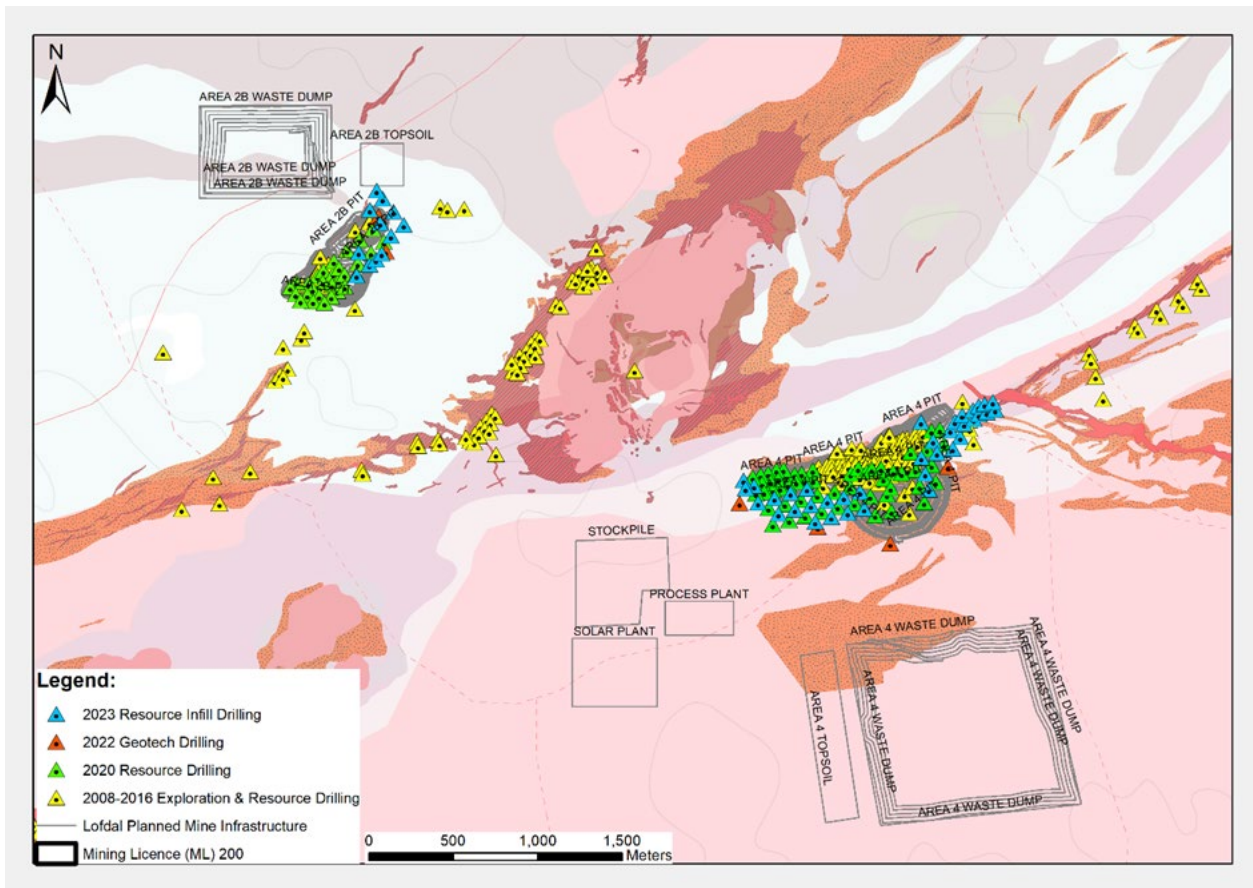 N
AREA 2B WASTE DUMP
AREA 2B TOPSOIL
AREA 2B WASTE DUMP
AREA 2B WASTE DUMP
AREA 2B PIT
AREA 4 PIT
AREA 4 PIT
AREA 4 PIT
STOCKPILE
PROCESS PLANT
SOLAR PLANT
AREA 4 WASTE DUMP
AREA 4 WASTE DUMP
AREA 4 WASTE DUMP
AREA 4 TOPSOIL
AREA 4 WASTE DUMP
AREA 4 WASTE DUMP
Legend:
2023 Resource Infill Drilling
2022 Geotech Drilling
2020 Resource Drilling
2008-2016 Exploration & Resource Drilling
Lofdal Planned Mine Infrastructure
Mining Licence (ML) 200
0 500 1,000 1,500
Meters